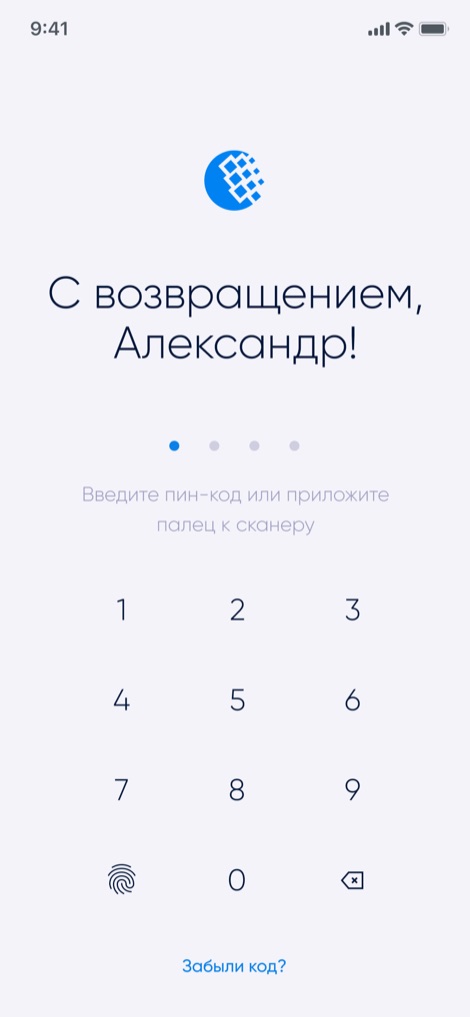 9:41
С возвращением,
Александр!
Введите пин-код или приложите
палец к сканеру
1 2 3
4 5 6
7 8 9
0
Забыли код?